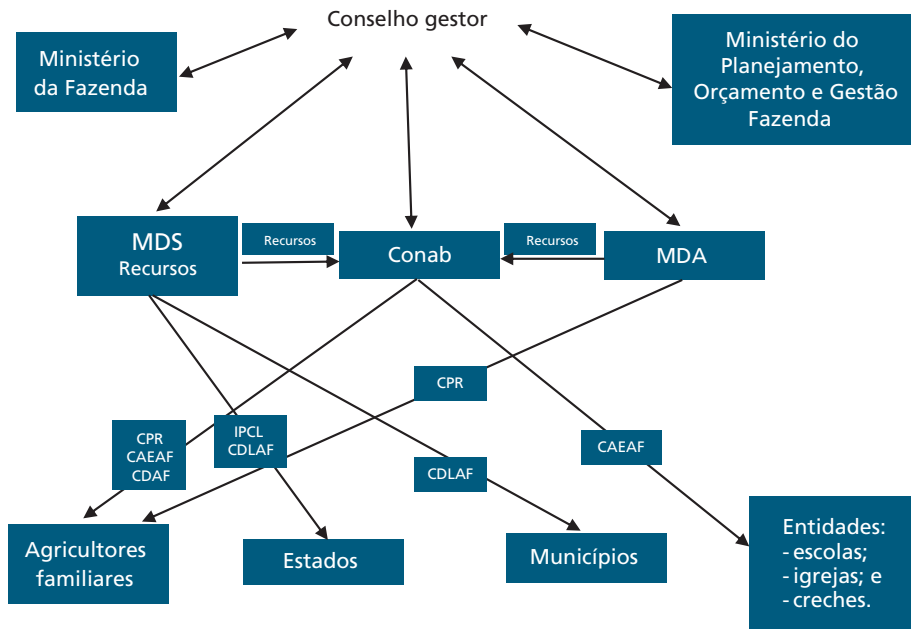 Conselho gestor
Ministério
da Fazenda
Ministério do
Planejamento,
Orçamento e Gestão
Fazenda
MDS
Recursos
Recursos
Conab
Recursos
MDA
CPR
CPR
CAEAF
CDAF
IPCL
CDLAF
CDLAF
CAEAF
Agricultores
familiares
Estados
Municípios
Entidades:
- escolas;
- igrejas; e
- creches.